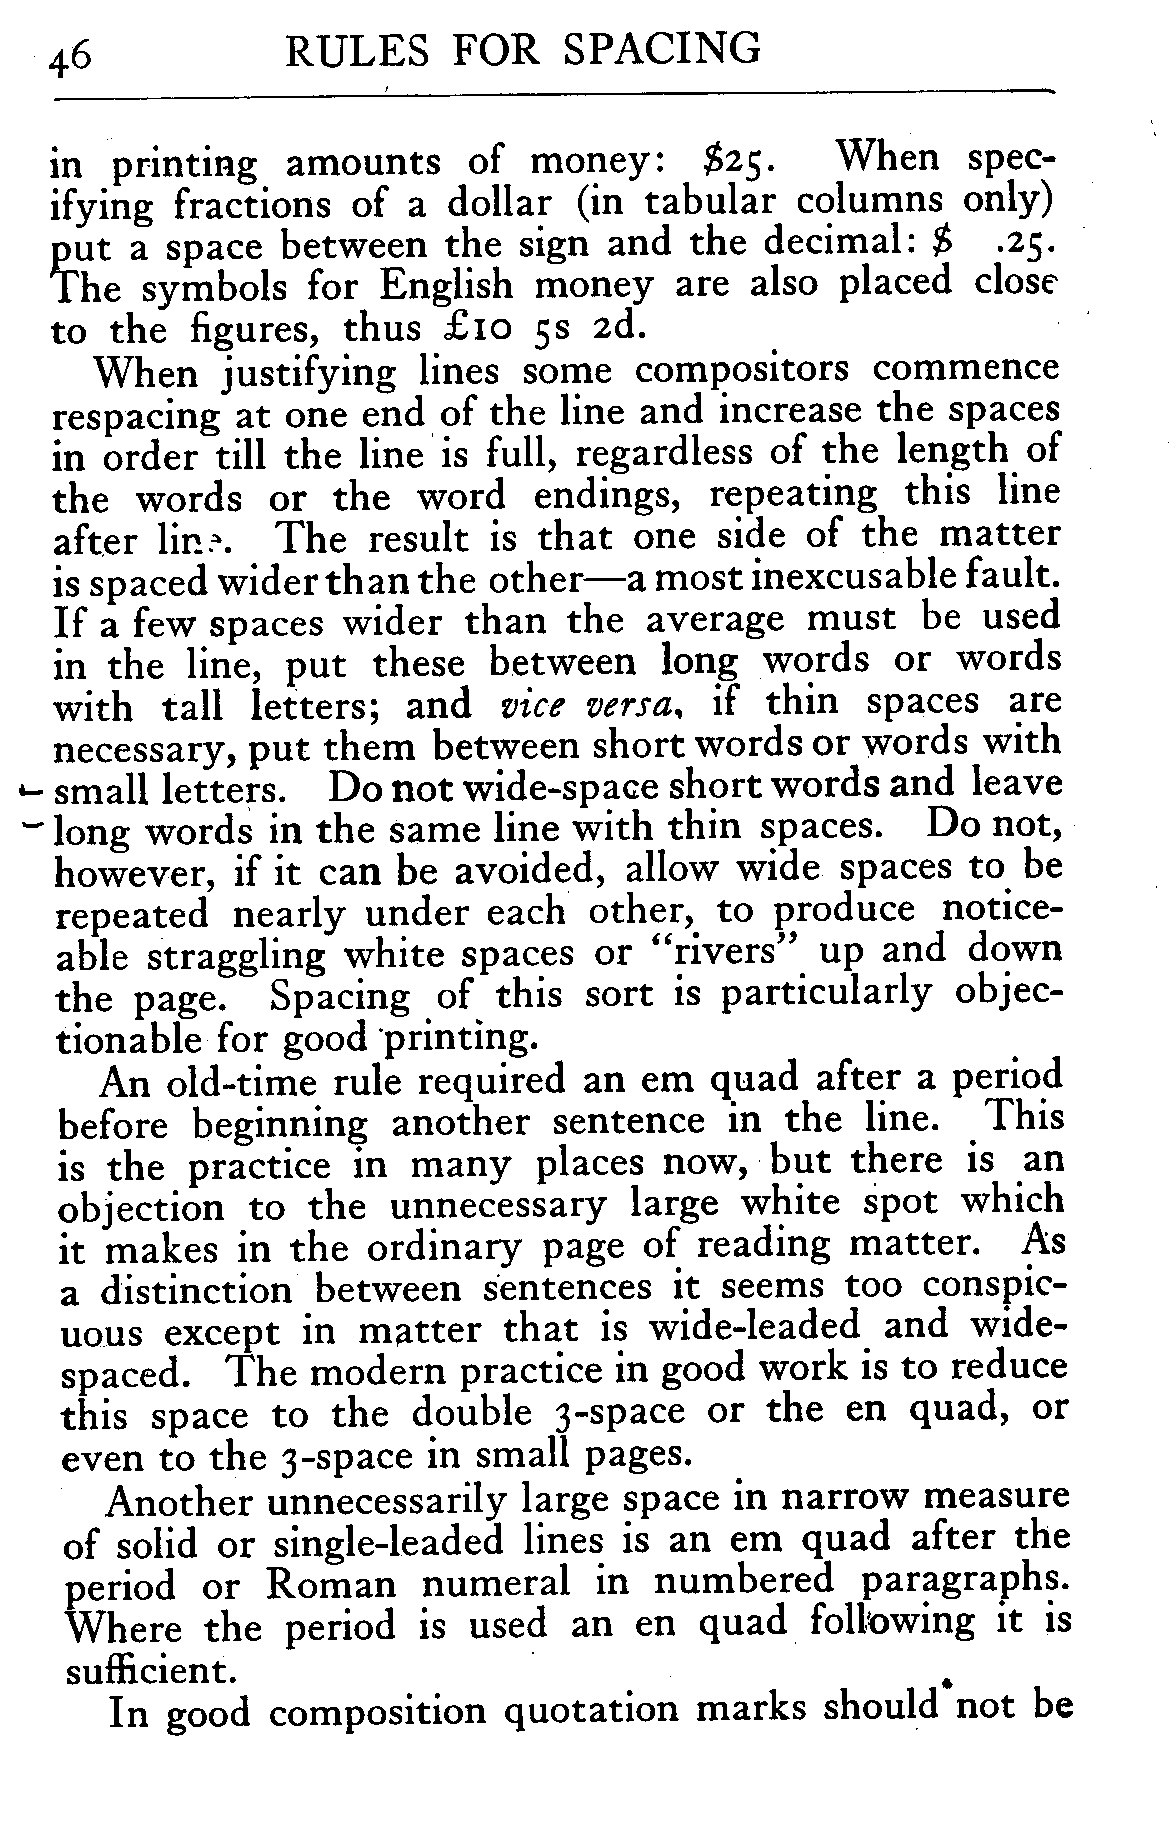 46 RULES FOR SPACING
in printing amounts of money: $25. When spec-
ifying fractions of a dollar (in tabular columns only)
put a space between the sign and the decimal: $ .25.
The symbols for English money are also placed close
to the figures, thus £10 5s 2d.
When justifying lines some compositors commence
respacing at one end of the line and increase the spaces
in order till the line is full, regardless of the length of
the words or the word endings, repeating this line
after line. The result is that one side of the matter
is spaced wider than the other—a most inexcusable fault.
If a few spaces wider than the average must be used
in the line, put these between long words or words
with tall letters; and vice versa, if thin spaces are
necessary, put them between short words or words with
small letters. Do not wide-space short words and leave
long words in the same line with thin spaces. Do not,
however, if it can be avoided, allow wide spaces to be
repeated nearly under each other, to produce notice-
able straggling white spaces or “rivers” up and down
the page. Spacing of this sort is particularly objec-
tionable for good printing.
An old-time rule required an em quad after a period
before beginning another sentence in the line. This
is the practice in many places now, but there is an
objection to the unnecessary large white spot which
it makes in the ordinary page of reading matter. As
a distinction between sentences it seems too conspic-
uous except in matter that is wide-leaded and wide-
spaced. The modern practice in good work is to reduce
this space to the double 3-space or the en quad, or
even to the 3-space in small pages.
Another unnecessarily large space in narrow measure
of solid or single-leaded lines is an em quad after the
period or Roman numeral in numbered paragraphs.
Where the period is used an en quad following it is
sufficient.
In good composition quotation marks should not be